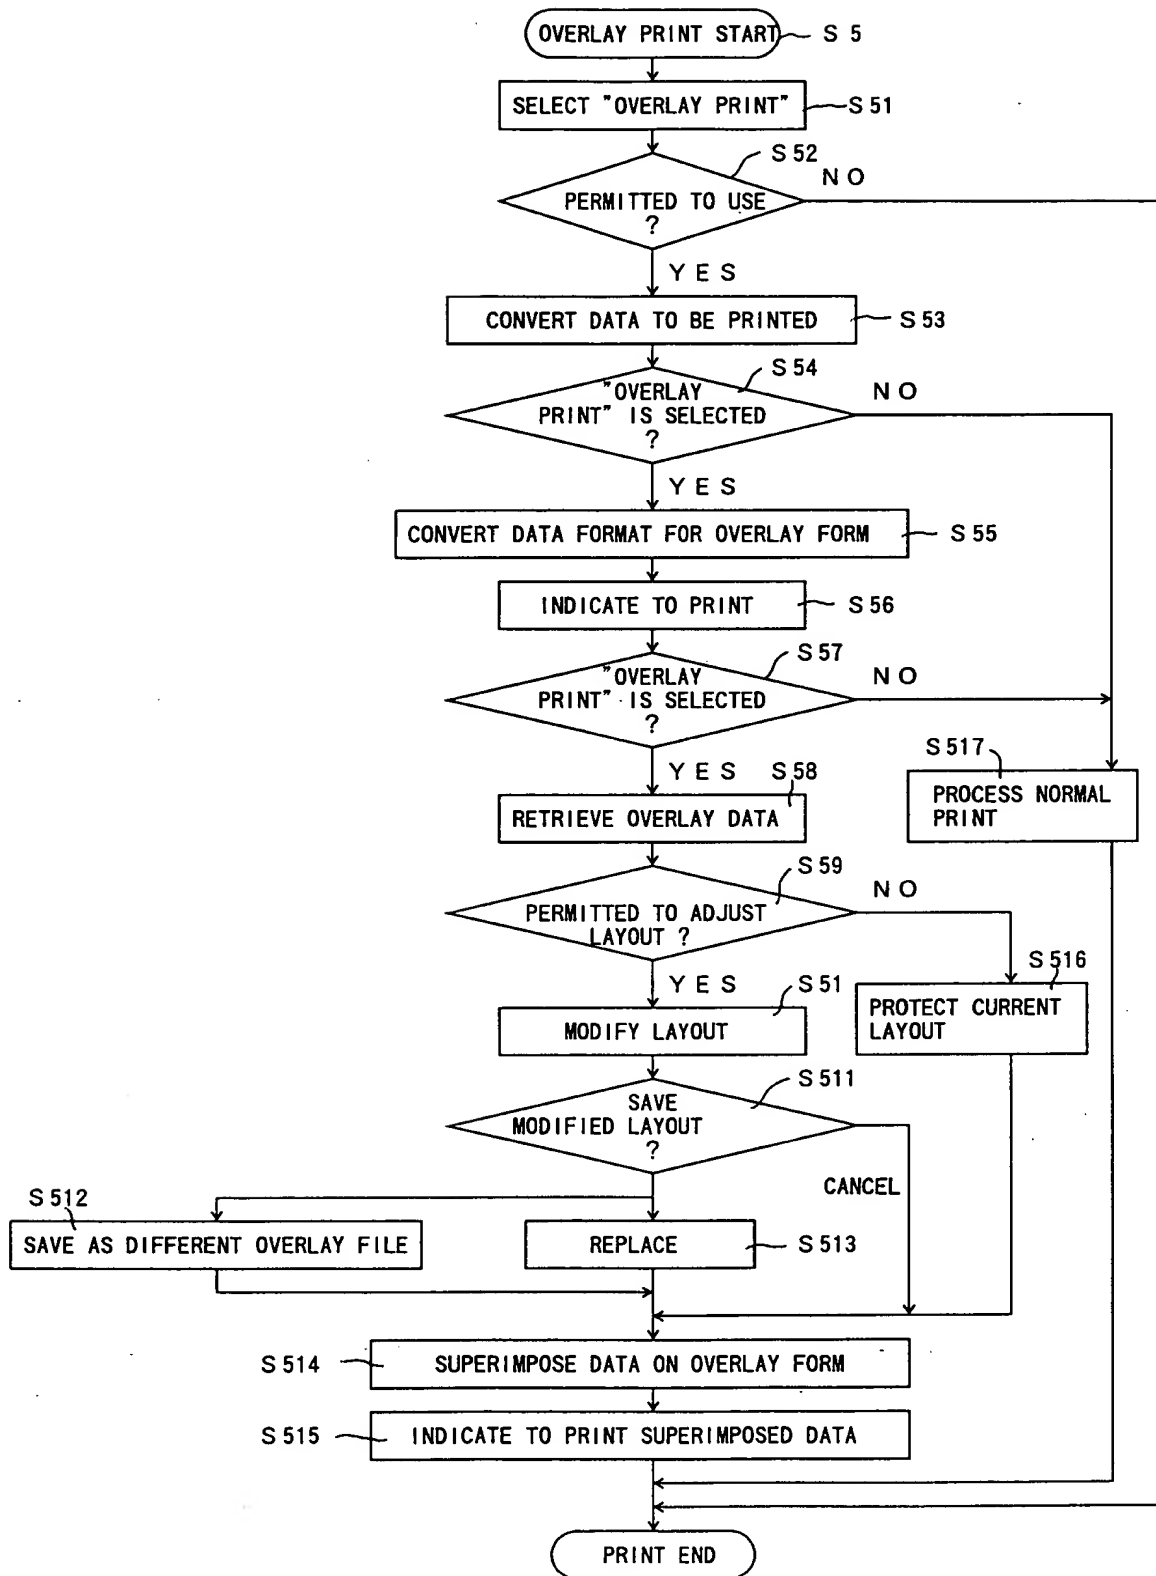 OVERLAY PRINT START
S 5
SELECT "OVERLAY PRINT"
S 51
S 52
NO
PERMITTED TO USE
?
YES
CONVERT DATA TO BE PRINTED
S 53
S 54
NO
"OVERLAY
PRINT" IS SELECTED
?
YES
CONVERT DATA FORMAT FOR OVERLAY FORM
S 55
INDICATE TO PRINT
S 56
S 57
NO
"OVERLAY
PRINT" IS SELECTED
?
YES
S 58
RETRIEVE OVERLAY DATA
S 517
PROCESS NORMAL
PRINT
S 59
NO
PERMITTED TO ADJUST
LAYOUT ?
YES
S 51
MODIFY LAYOUT
S 516
PROTECT CURRENT
LAYOUT
S 511
SAVE
MODIFIED LAYOUT
?
CANCEL
S 512
SAVE AS DIFFERENT OVERLAY FILE
REPLACE
S 513
S 514
SUPERIMPOSE DATA ON OVERLAY FORM
S 515
INDICATE TO PRINT SUPERIMPOSED DATA
PRINT END